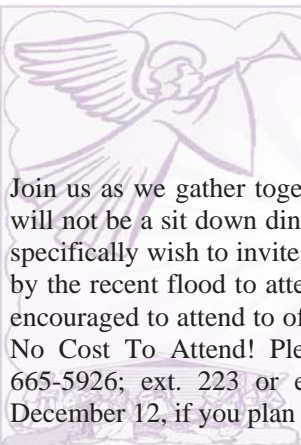 Join us as we gather toge
will not be a sit down din
specifically wish to invite
by the recent flood to atte
encouraged to attend to of
No Cost To Attend! Ple
665-5926; ext. 223 or e
December 12, if you plan